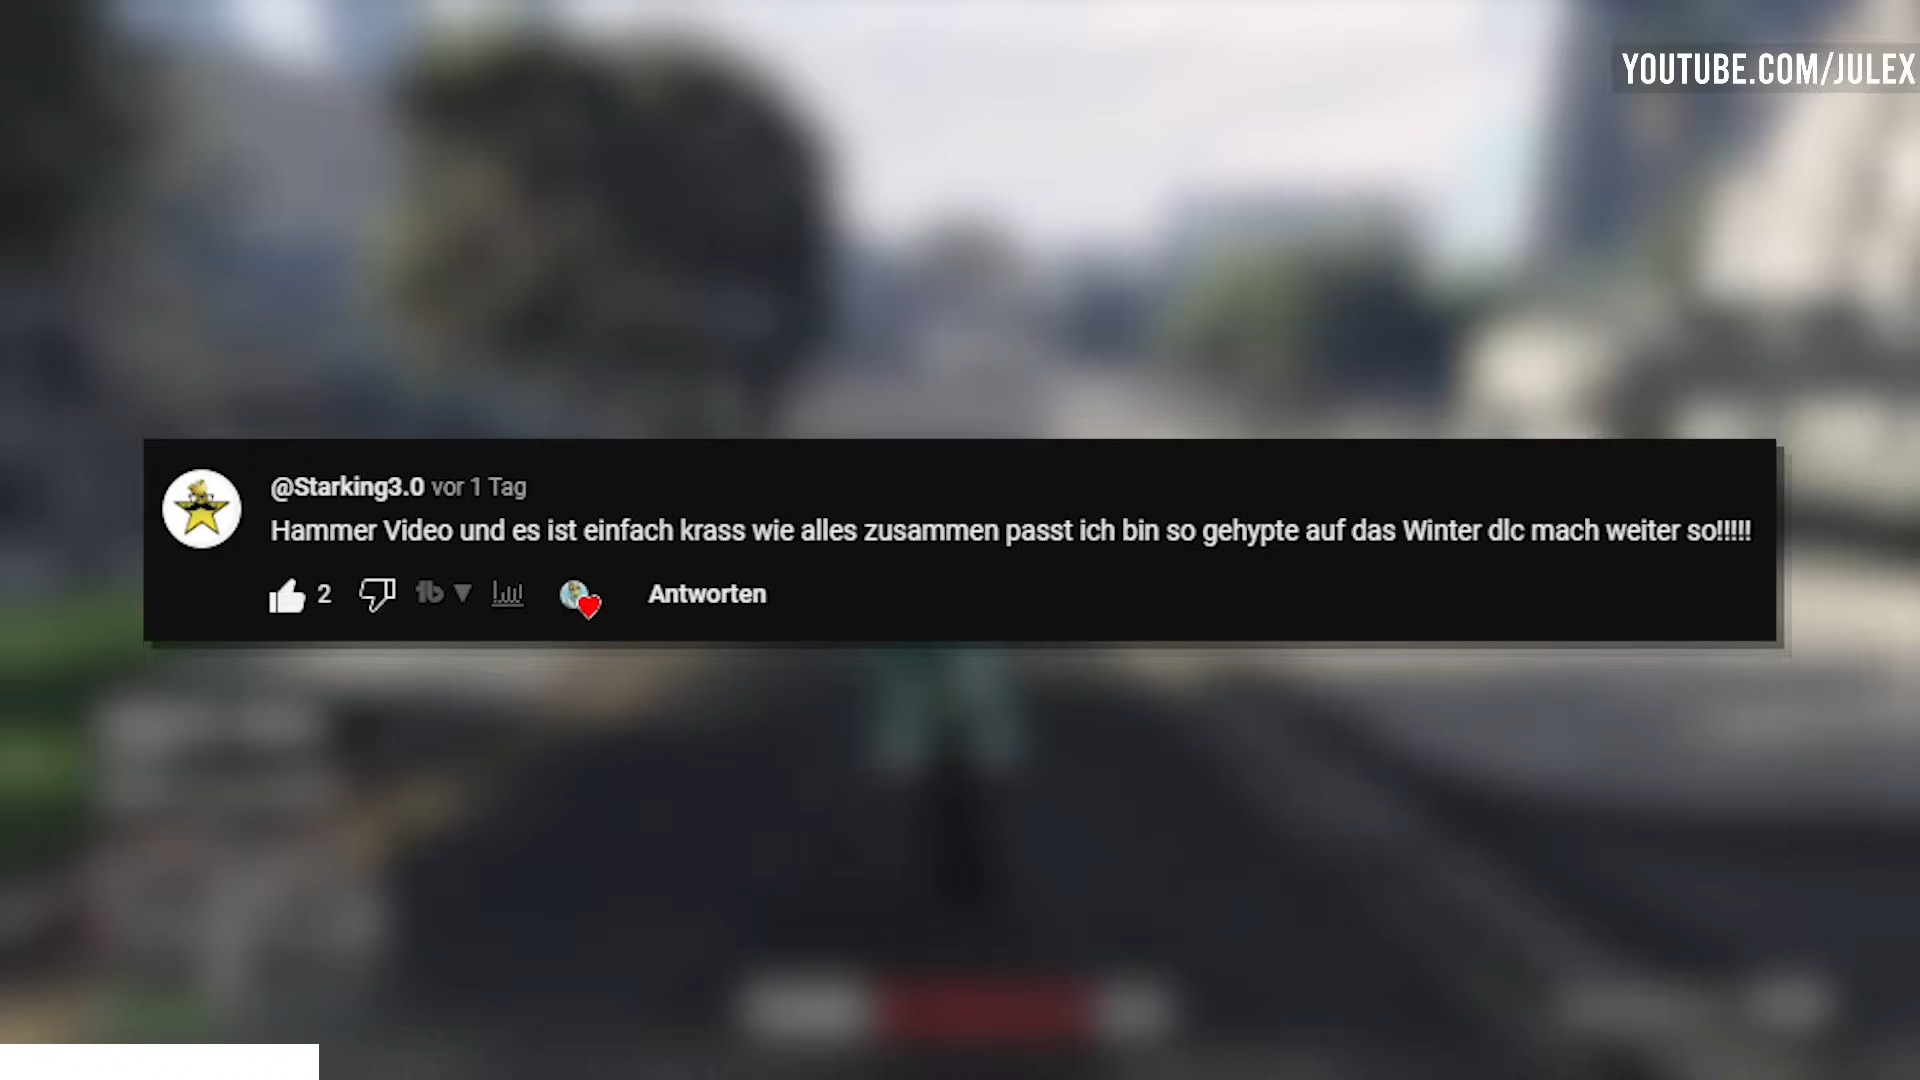 YOUTUBE.COM/JULEX
@Starking3.0 vor 1 Tag
Hammer Video und es ist einfach krass wie alles zusammen passt ich bin so gehypte auf das Winter dlc mach weiter so!!!!!
2
Antworten